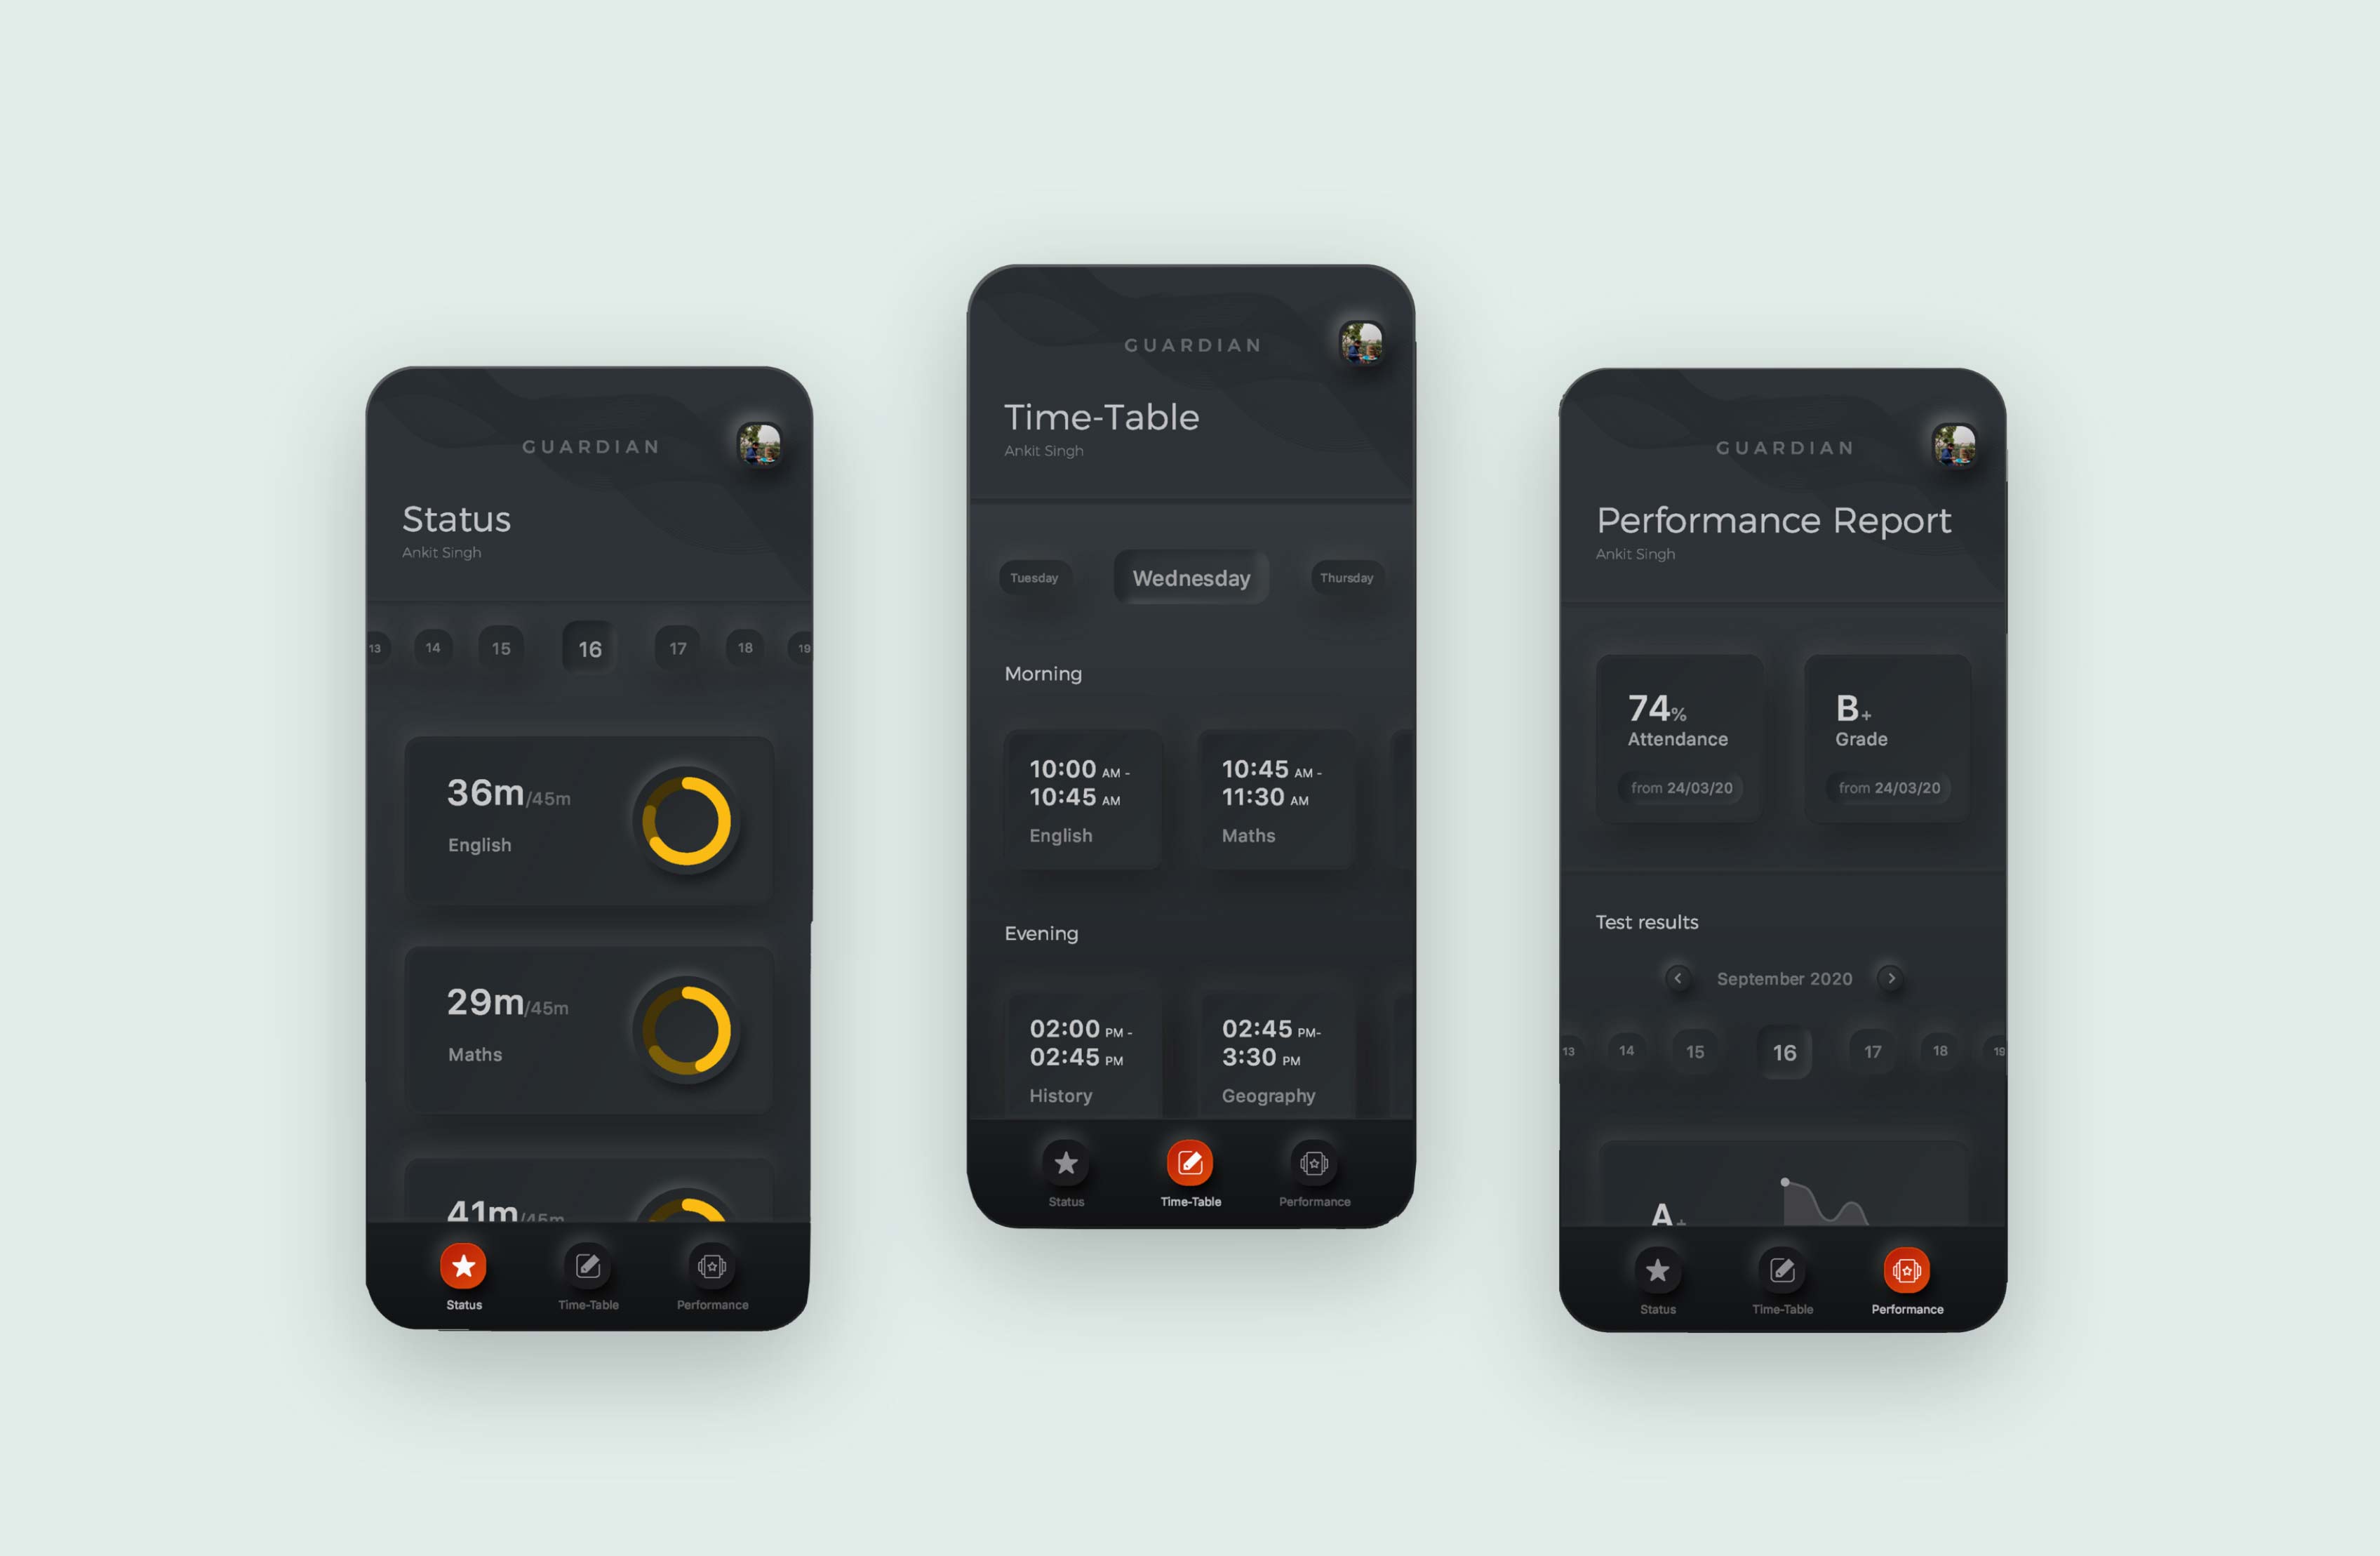 GUARDIAN
Status
Ankit Singh
13 14 15 16 17 18 19
36m/45m
English
29m/45m
Maths
41m/45m
Status Time-Table Performance
GUARDIAN
Time-Table
Ankit Singh
Tuesday Wednesday Thursday
Morning
10:00 AM - 10:45 AM -
10:45 AM 11:30 AM
English Maths
Evening
02:00 PM - 02:45 PM-
02:45 PM 3:30 PM
History Geography
Status Time-Table Performance
GUARDIAN
Performance Report
Ankit Singh
74% B+
Attendance Grade
from 24/03/20 from 24/03/20
Test results
< September 2020 >
13 14 15 16 17 18 19
A+
Status Time-Table Performance